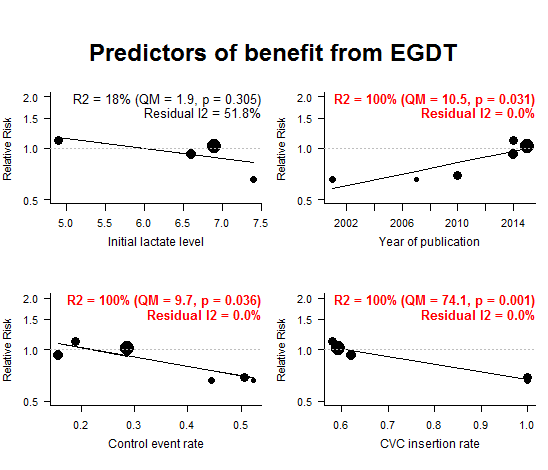 Predictors of benefit from EGDT
R2 = 18% (QM = 1.9, p = 0.305)
Residual I2 = 51.8%
2.0
1.5
1.0
0.5
Relative Risk
5.0 5.5 6.0 6.5 7.0 7.5
Initial lactate level
R2 = 100% (QM = 10.5, p = 0.031)
Residual I2 = 0.0%
2.0
1.5
1.0
0.5
Relative Risk
2002 2006 2010 2014
Year of publication
R2 = 100% (QM = 9.7, p = 0.036)
Residual I2 = 0.0%
2.0
1.5
1.0
0.5
Relative Risk
0.2 0.3 0.4 0.5
Control event rate
R2 = 100% (QM = 74.1, p = 0.001)
Residual I2 = 0.0%
2.0
1.5
1.0
0.5
Relative Risk
0.6 0.7 0.8 0.9 1.0
CVC insertion rate